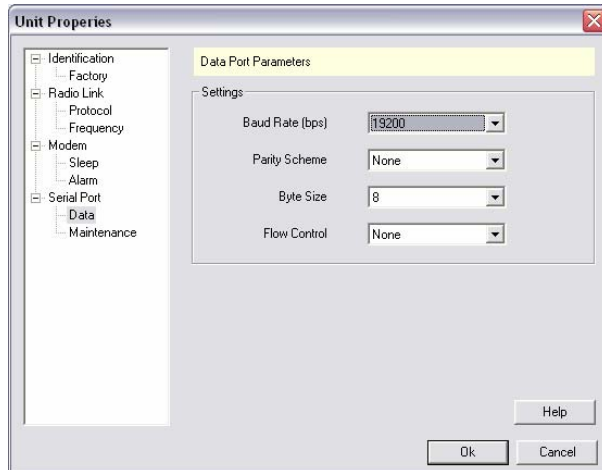 Unit Properies
Identification
Factory
Radio Link
Protocol
Frequency
Modem
Sleep
Alarm
Serial Port
Data
Maintenance
Data Port Parameters
Settings
Baud Rate (bps) 19200
Parity Scheme None
Byte Size 8
Flow Control None
Help
Ok Cancel